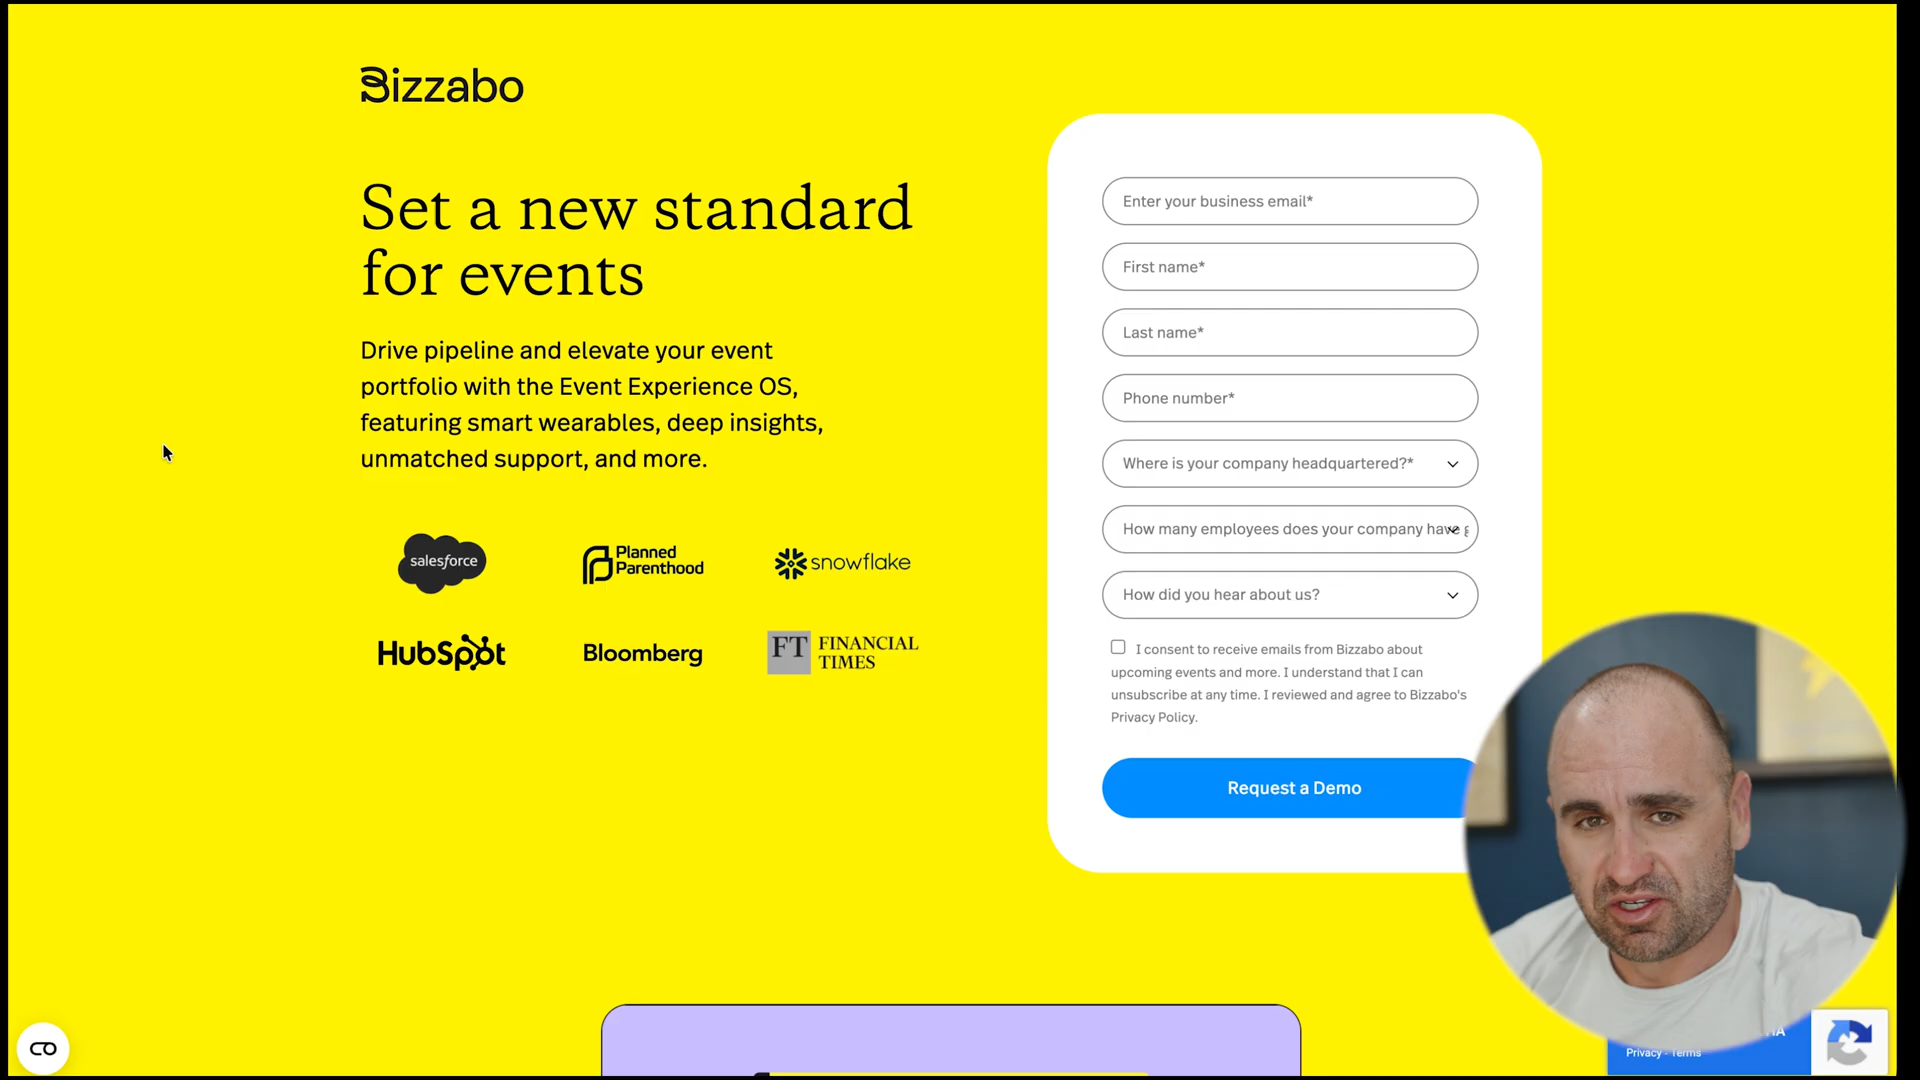 Bizzabo
Set a new standard
for events
Drive pipeline and elevate your event
portfolio with the Event Experience OS,
featuring smart wearables, deep insights,
unmatched support, and more.
salesforce
Planned
Parenthood
snowflake
HubSpot
Bloomberg
FT FINANCIAL
TIMES
Enter your business email*
First name*
Last name*
Phone number*
Where is your company headquartered?*
How many employees does your company have
How did you hear about us?
I consent to receive emails from Bizzabo about
upcoming events and more. I understand that I can
unsubscribe at any time. I reviewed and agree to Bizzabo's
Privacy Policy.
Request a Demo
Privacy - Terms